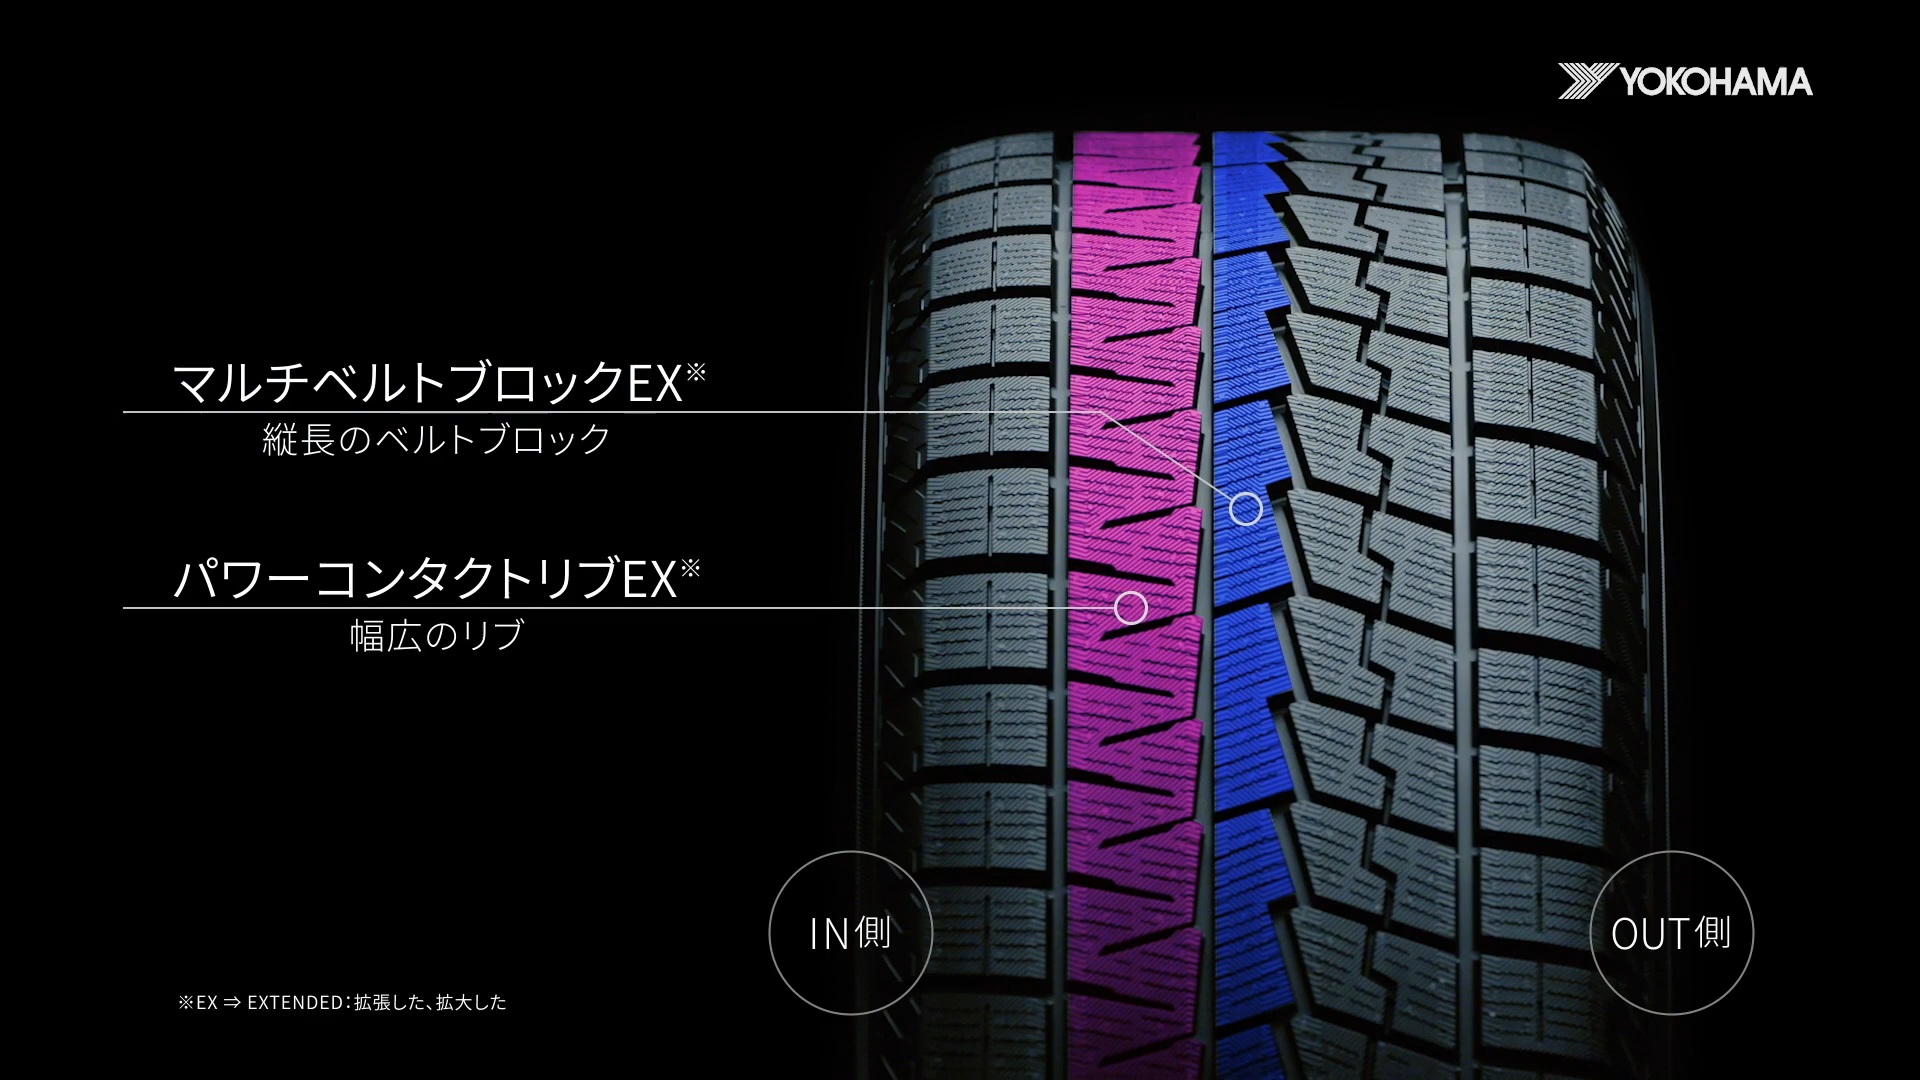 YOKOHAMA
マルチベルトブロックEX※
縦長のベルトブロック
パワーコンタクトリブEX※
幅広のリブ
IN側
OUT側
※EX ⇒ EXTENDED：拡張した、拡大した